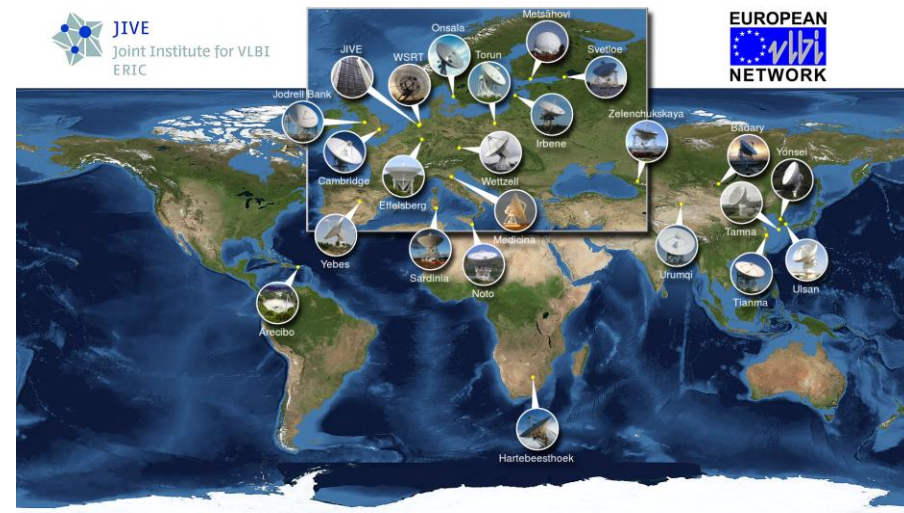 JIVE
Joint Institute for VLBI
ERIC
EUROPEAN
vlbi
NETWORK
Metsähovi
Onsala
JIVE
WSRT
Torun
Svetloe
Jodrell Bank
Irbene
Zelenchukskaya
Badary
Yonsei
Cambridge
Effelsberg
Wettzell
Tamna
Yebes
Sardinia
Noto
Medicina
Urumqi
Tianma
Ulsan
Arecibo
Hartebeesthoek